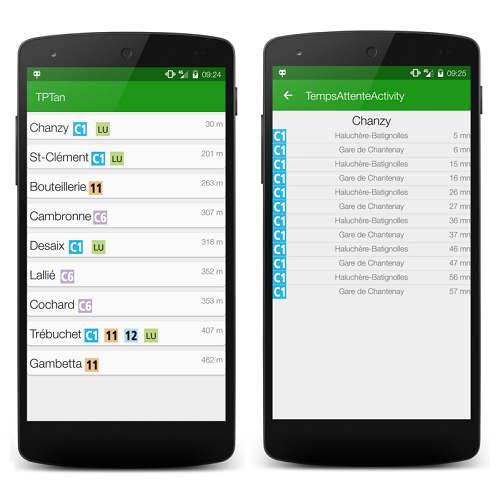 09:24
TPTan
Chanzy C1 LU 30 m
St-Clément C1 LU 201 m
Bouteillerie 11 263 m
Cambronne C6 307 m
Desaix C1 LU 318 m
Lallié C6 352 m
Cochard C6 353 m
Trébuchet C1 11 12 LU 407 m
Gambetta 11 462 m
09:25
TempsAttenteActivity
Chanzy
C1 Haluchère-Batignolles 5 mn
C1 Gare de Chantenay 6 mn
C1 Haluchère-Batignolles 15 mn
C1 Gare de Chantenay 16 mn
C1 Haluchère-Batignolles 26 mn
C1 Gare de Chantenay 27 mn
C1 Haluchère-Batignolles 36 mn
C1 Gare de Chantenay 37 mn
C1 Haluchère-Batignolles 46 mn
C1 Gare de Chantenay 47 mn
C1 Haluchère-Batignolles 56 mn
C1 Gare de Chantenay 57 mn